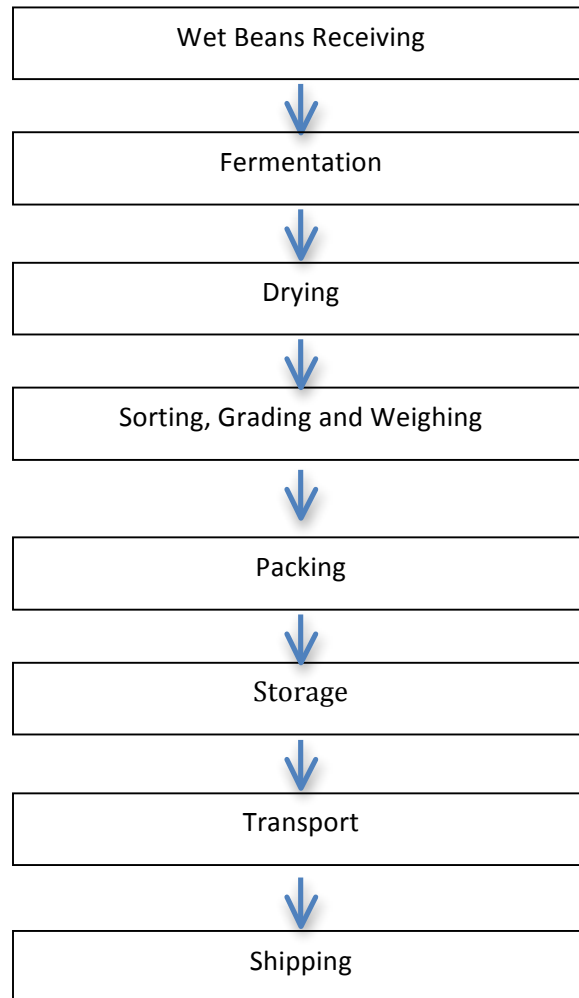 Wet Beans Receiving
Fermentation
Drying
Sorting, Grading and Weighing
Packing
Storage
Transport
Shipping